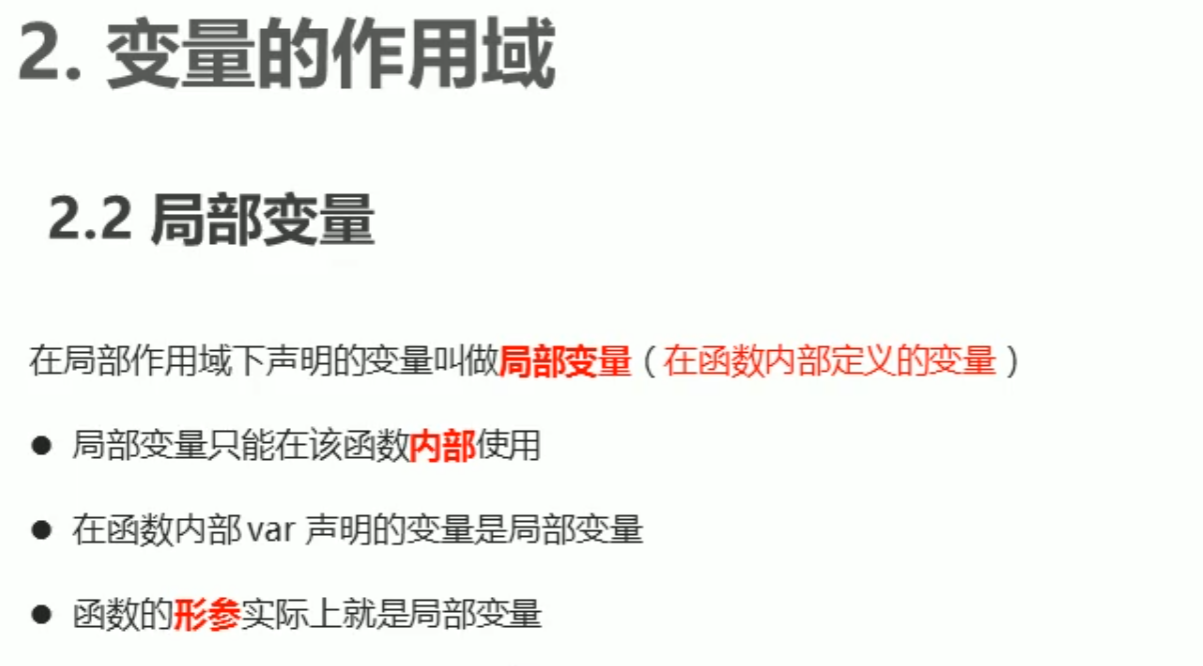 2. 变量的作用域
2.2 局部变量
在局部作用域下声明的变量叫做局部变量（在函数内部定义的变量）
● 局部变量只能在该函数内部使用
● 在函数内部 var 声明的变量是局部变量
● 函数的形参实际上就是局部变量